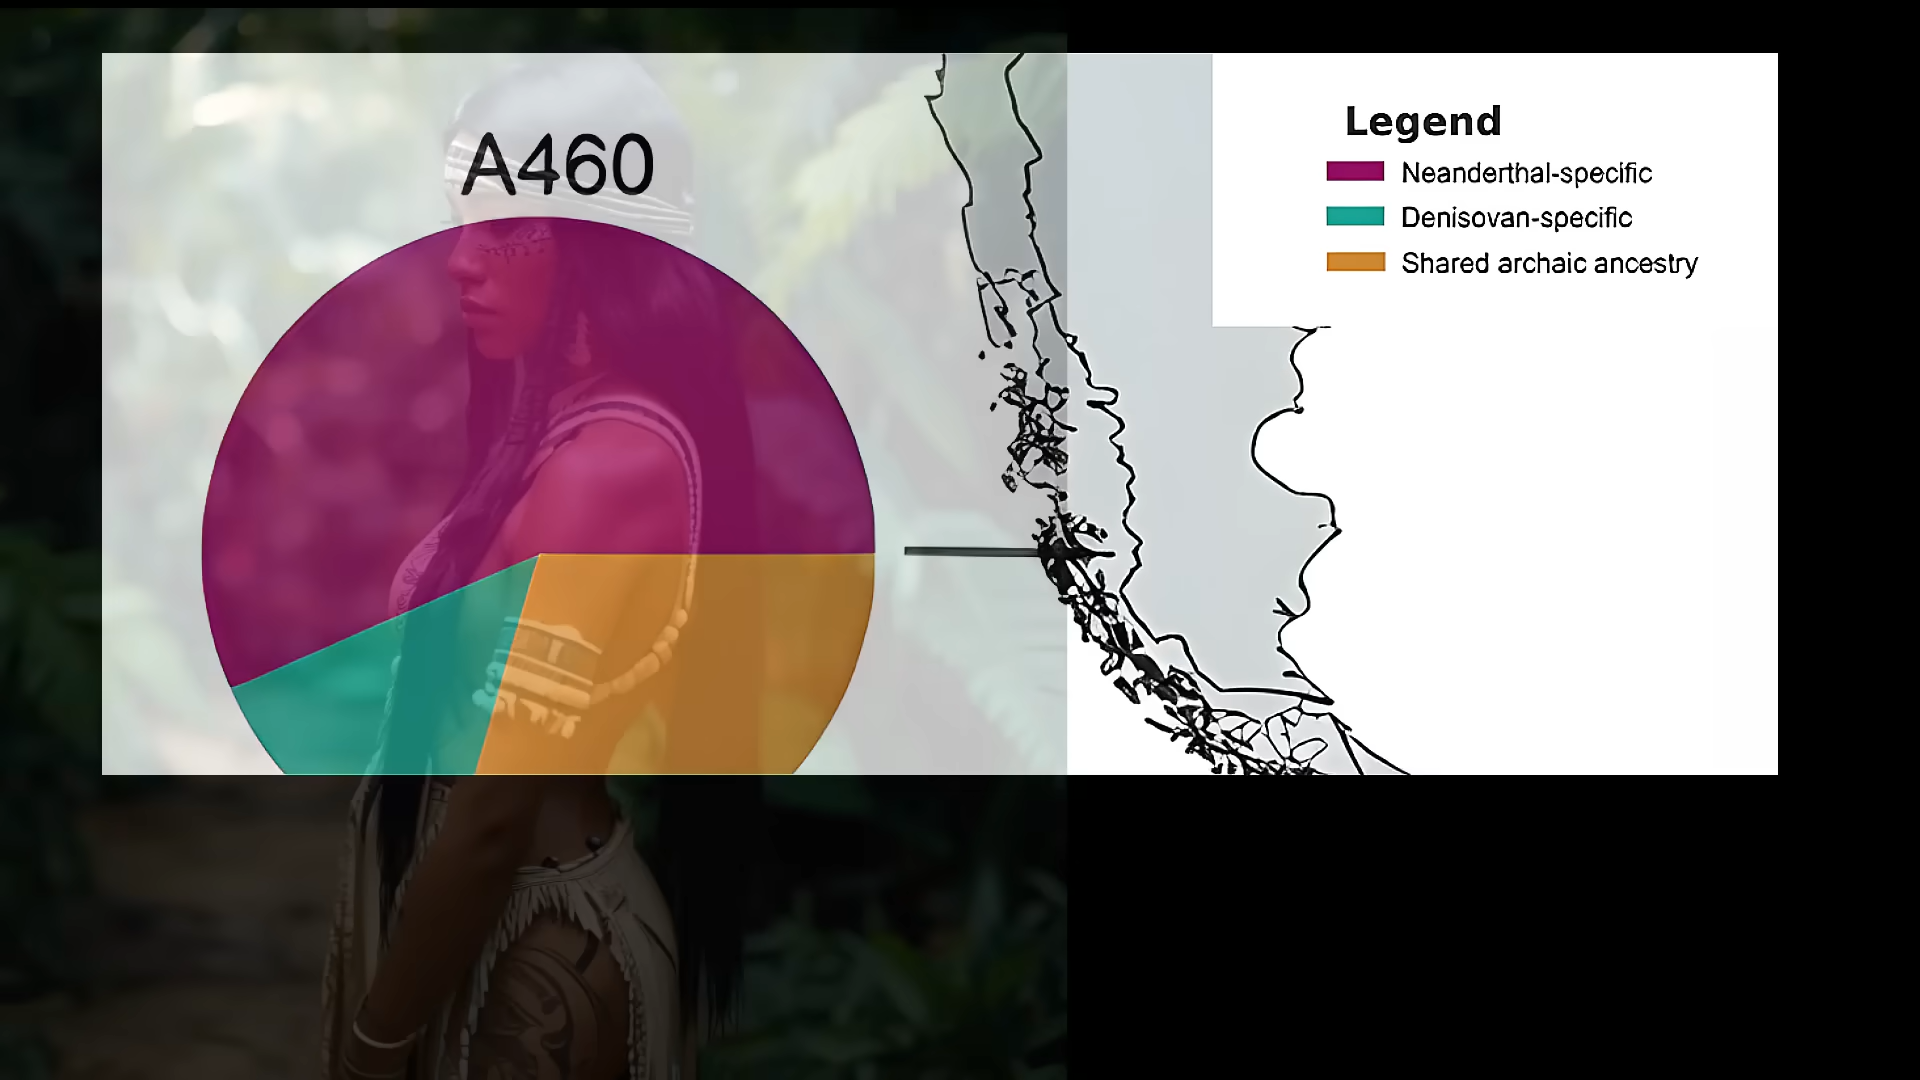 A460
Legend
Neanderthal-specific
Denisovan-specific
Shared archaic ancestry